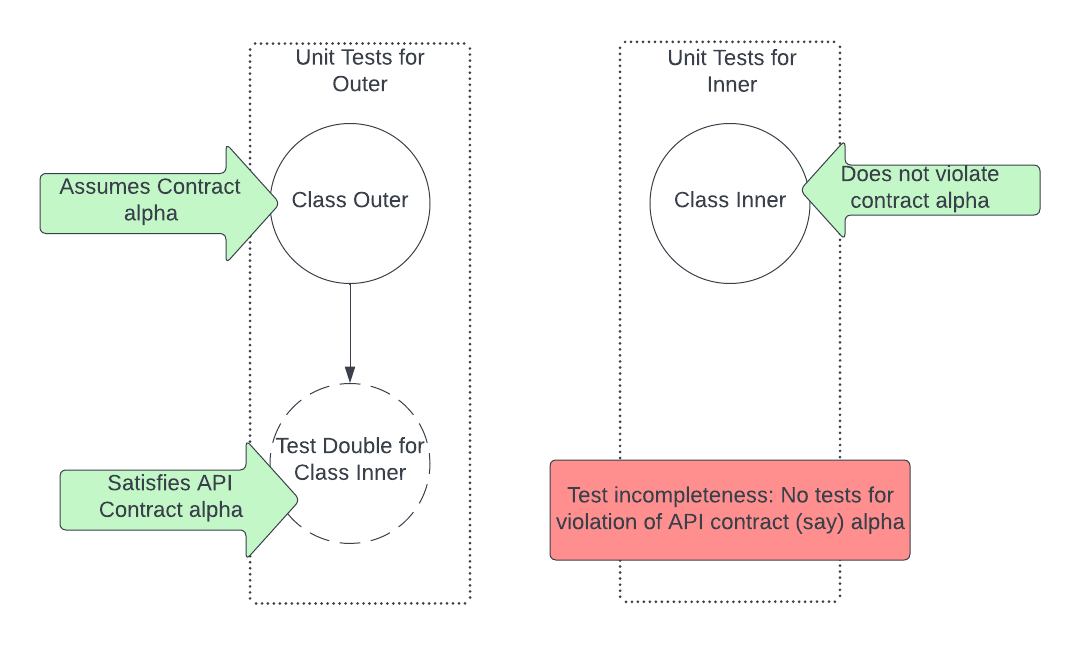 Unit Tests for
Outer
Assumes Contract
alpha
Class Outer
Test Double for
Class Inner
Satisfies API
Contract alpha
Unit Tests for
Inner
Class Inner
Does not violate
contract alpha
Test incompleteness: No tests for
violation of API contract (say) alpha